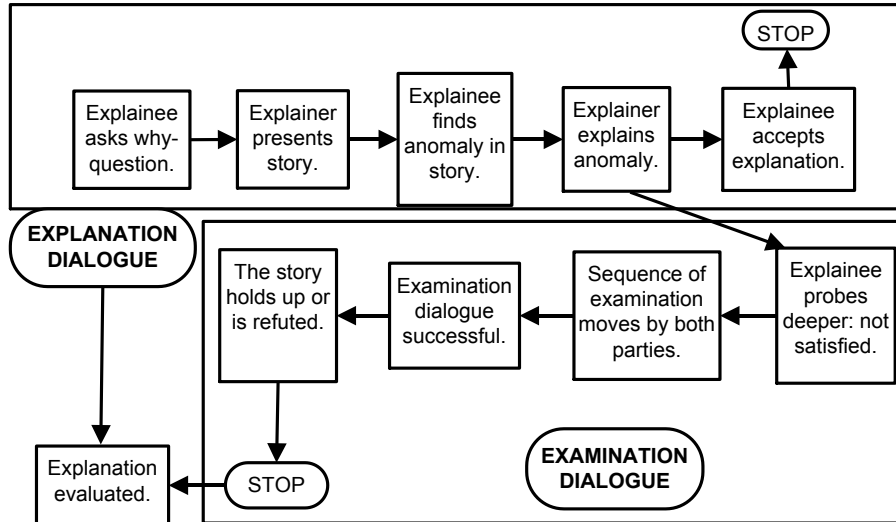 STOP
Explainee
asks why-
question.
Explainer
presents
story.
Explainee
finds
anomaly in
story.
Explainer
explains
anomaly.
Explainee
accepts
explanation.
EXPLANATION
DIALOGUE
The story
holds up or
is refuted.
Examination
dialogue
successful.
Sequence of
examination
moves by both
parties.
Explainee
probes
deeper: not
satisfied.
Explanation
evaluated.
STOP
EXAMINATION
DIALOGUE